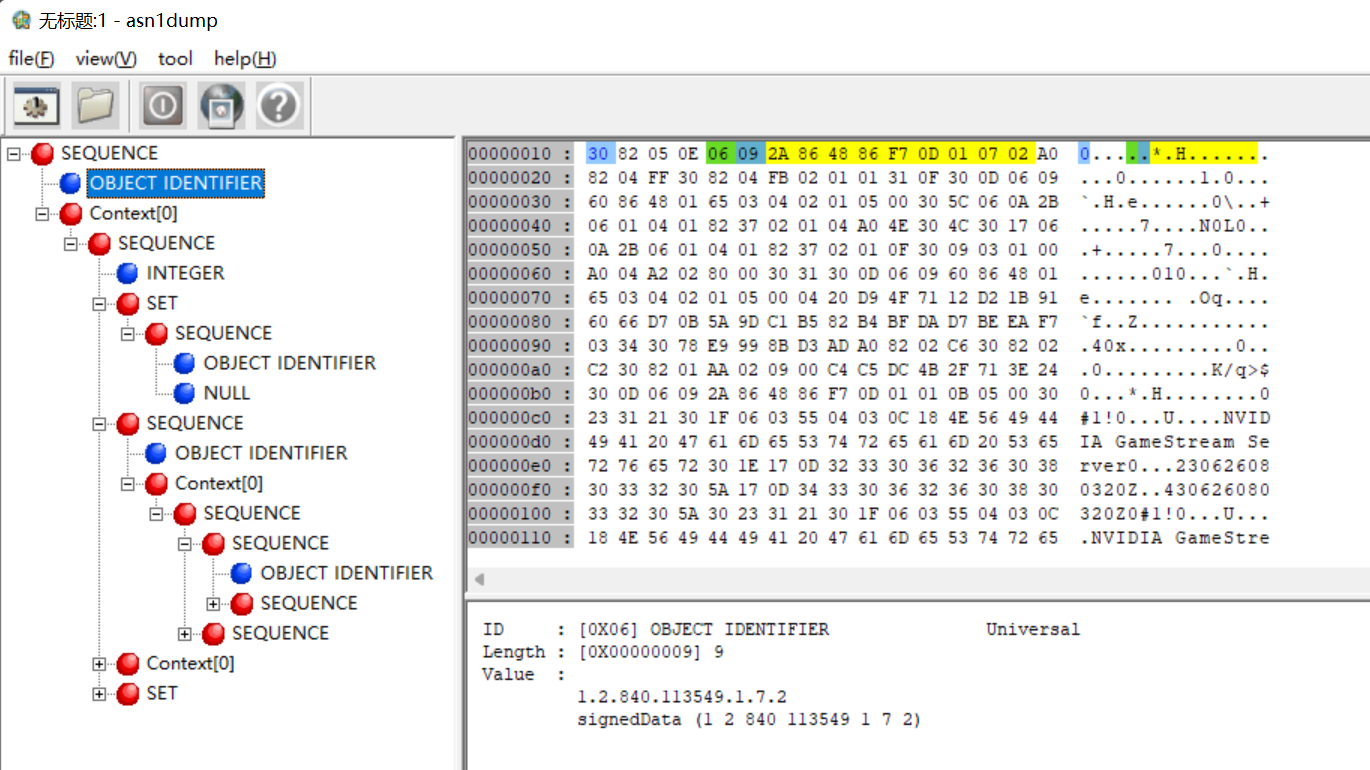 无标题:1 - asn1dump
file(F) view(V) tool help(H)
SEQUENCE
OBJECT IDENTIFIER
Context[0]
SEQUENCE
INTEGER
SET
SEQUENCE
OBJECT IDENTIFIER
NULL
SEQUENCE
OBJECT IDENTIFIER
Context[0]
SEQUENCE
SEQUENCE
OBJECT IDENTIFIER
SEQUENCE
SEQUENCE
Context[0]
SET
00000010 : 30 82 05 0E 06 09 2A 86 48 86 F7 0D 01 07 02 A0 0.....*.H.......
00000020 : 82 04 FF 30 82 04 FB 02 01 01 31 0F 30 0D 06 09 ...0......1.0...
00000030 : 60 86 48 01 65 03 04 02 01 05 00 30 5C 06 0A 2B `.H.e......0\..+
00000040 : 06 01 04 01 82 37 02 01 04 A0 4E 30 4C 30 17 06 .....7....N0L0..
00000050 : 0A 2B 06 01 04 01 82 37 02 01 0F 30 09 03 01 00 .+.....7...0....
00000060 : A0 04 A2 02 80 00 30 31 30 0D 06 09 60 86 48 01 ......010...`.H.
00000070 : 65 03 04 02 01 05 00 04 20 D9 4F 71 12 D2 1B 91 e....... .Oq....
00000080 : 60 66 D7 0B 5A 9D C1 B5 82 B4 BF DA D7 BE EA F7 `f..Z...........
00000090 : 03 34 30 78 E9 99 8B D3 AD A0 82 02 C6 30 82 02 .40x.........0..
000000a0 : C2 30 82 01 AA 02 09 00 C4 C5 DC 4B 2F 71 3E 24 .0.........K/q>$
000000b0 : 30 0D 06 09 2A 86 48 86 F7 0D 01 01 0B 05 00 30 0...*.H........0
000000c0 : 23 31 21 30 1F 06 03 55 04 03 0C 18 4E 56 49 44 #1!0...U....NVID
000000d0 : 49 41 20 47 61 6D 65 53 74 72 65 61 6D 20 53 65 IA GameStream Se
000000e0 : 72 76 65 72 30 1E 17 0D 32 33 30 36 32 36 30 38 rver0...23062608
000000f0 : 30 33 32 30 5A 17 0D 34 33 30 36 32 36 30 38 30 0320Z..430626080
00000100 : 33 32 30 5A 30 23 31 21 30 1F 06 03 55 04 03 0C 320Z0#1!0...U...
00000110 : 18 4E 56 49 44 49 41 20 47 61 6D 65 53 74 72 65 .NVIDIA GameStre
ID : [0X06] OBJECT IDENTIFIER Universal
Length : [0X00000009] 9
Value :
1.2.840.113549.1.7.2
signedData (1 2 840 113549 1 7 2)